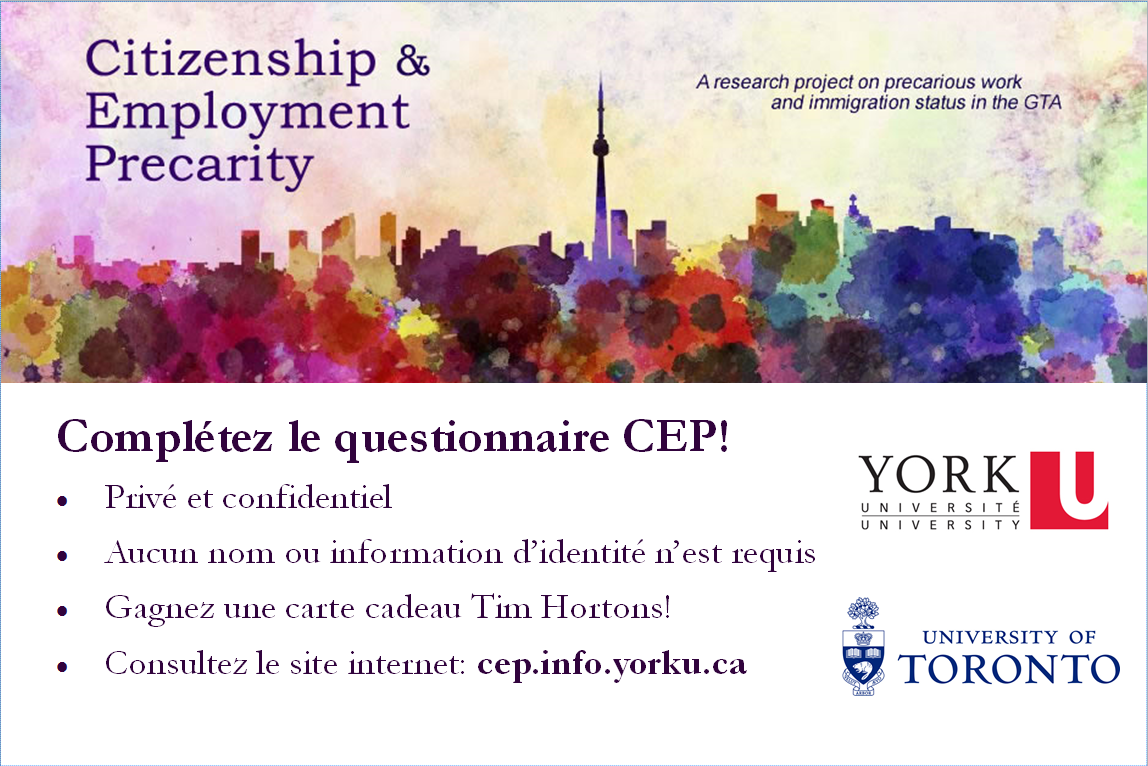 Citizenship &
Employment
Precarity
A research project on precarious work
and immigration status in the GTA
Complétez le questionnaire CEP!
• Privé et confidentiel
• Aucun nom ou information d’identité n’est requis
• Gagnez une carte cadeau Tim Hortons!
• Consultez le site internet: cep.info.yorku.ca
YORK U
UNIVERSITÉ
UNIVERSITY
UNIVERSITY OF
TORONTO